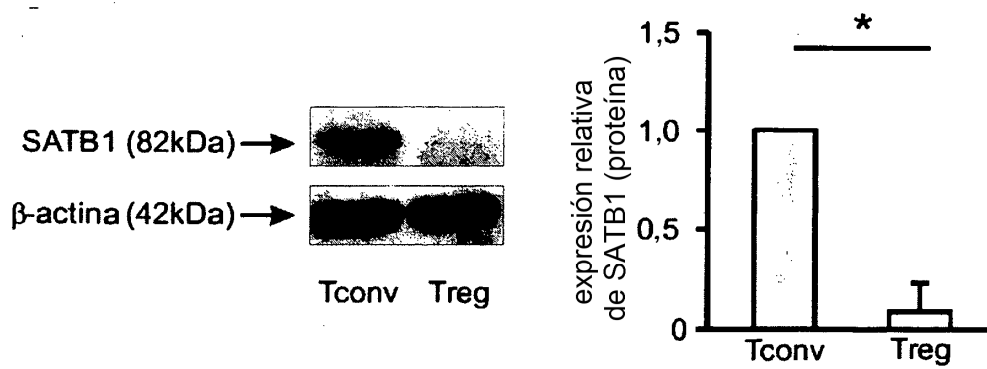 SATB1 (82kDa)
β-actina (42kDa)
Tconv Treg
expresión relativa
de SATB1 (proteína)
1,5
1,0
0,5
0
*
Tconv Treg